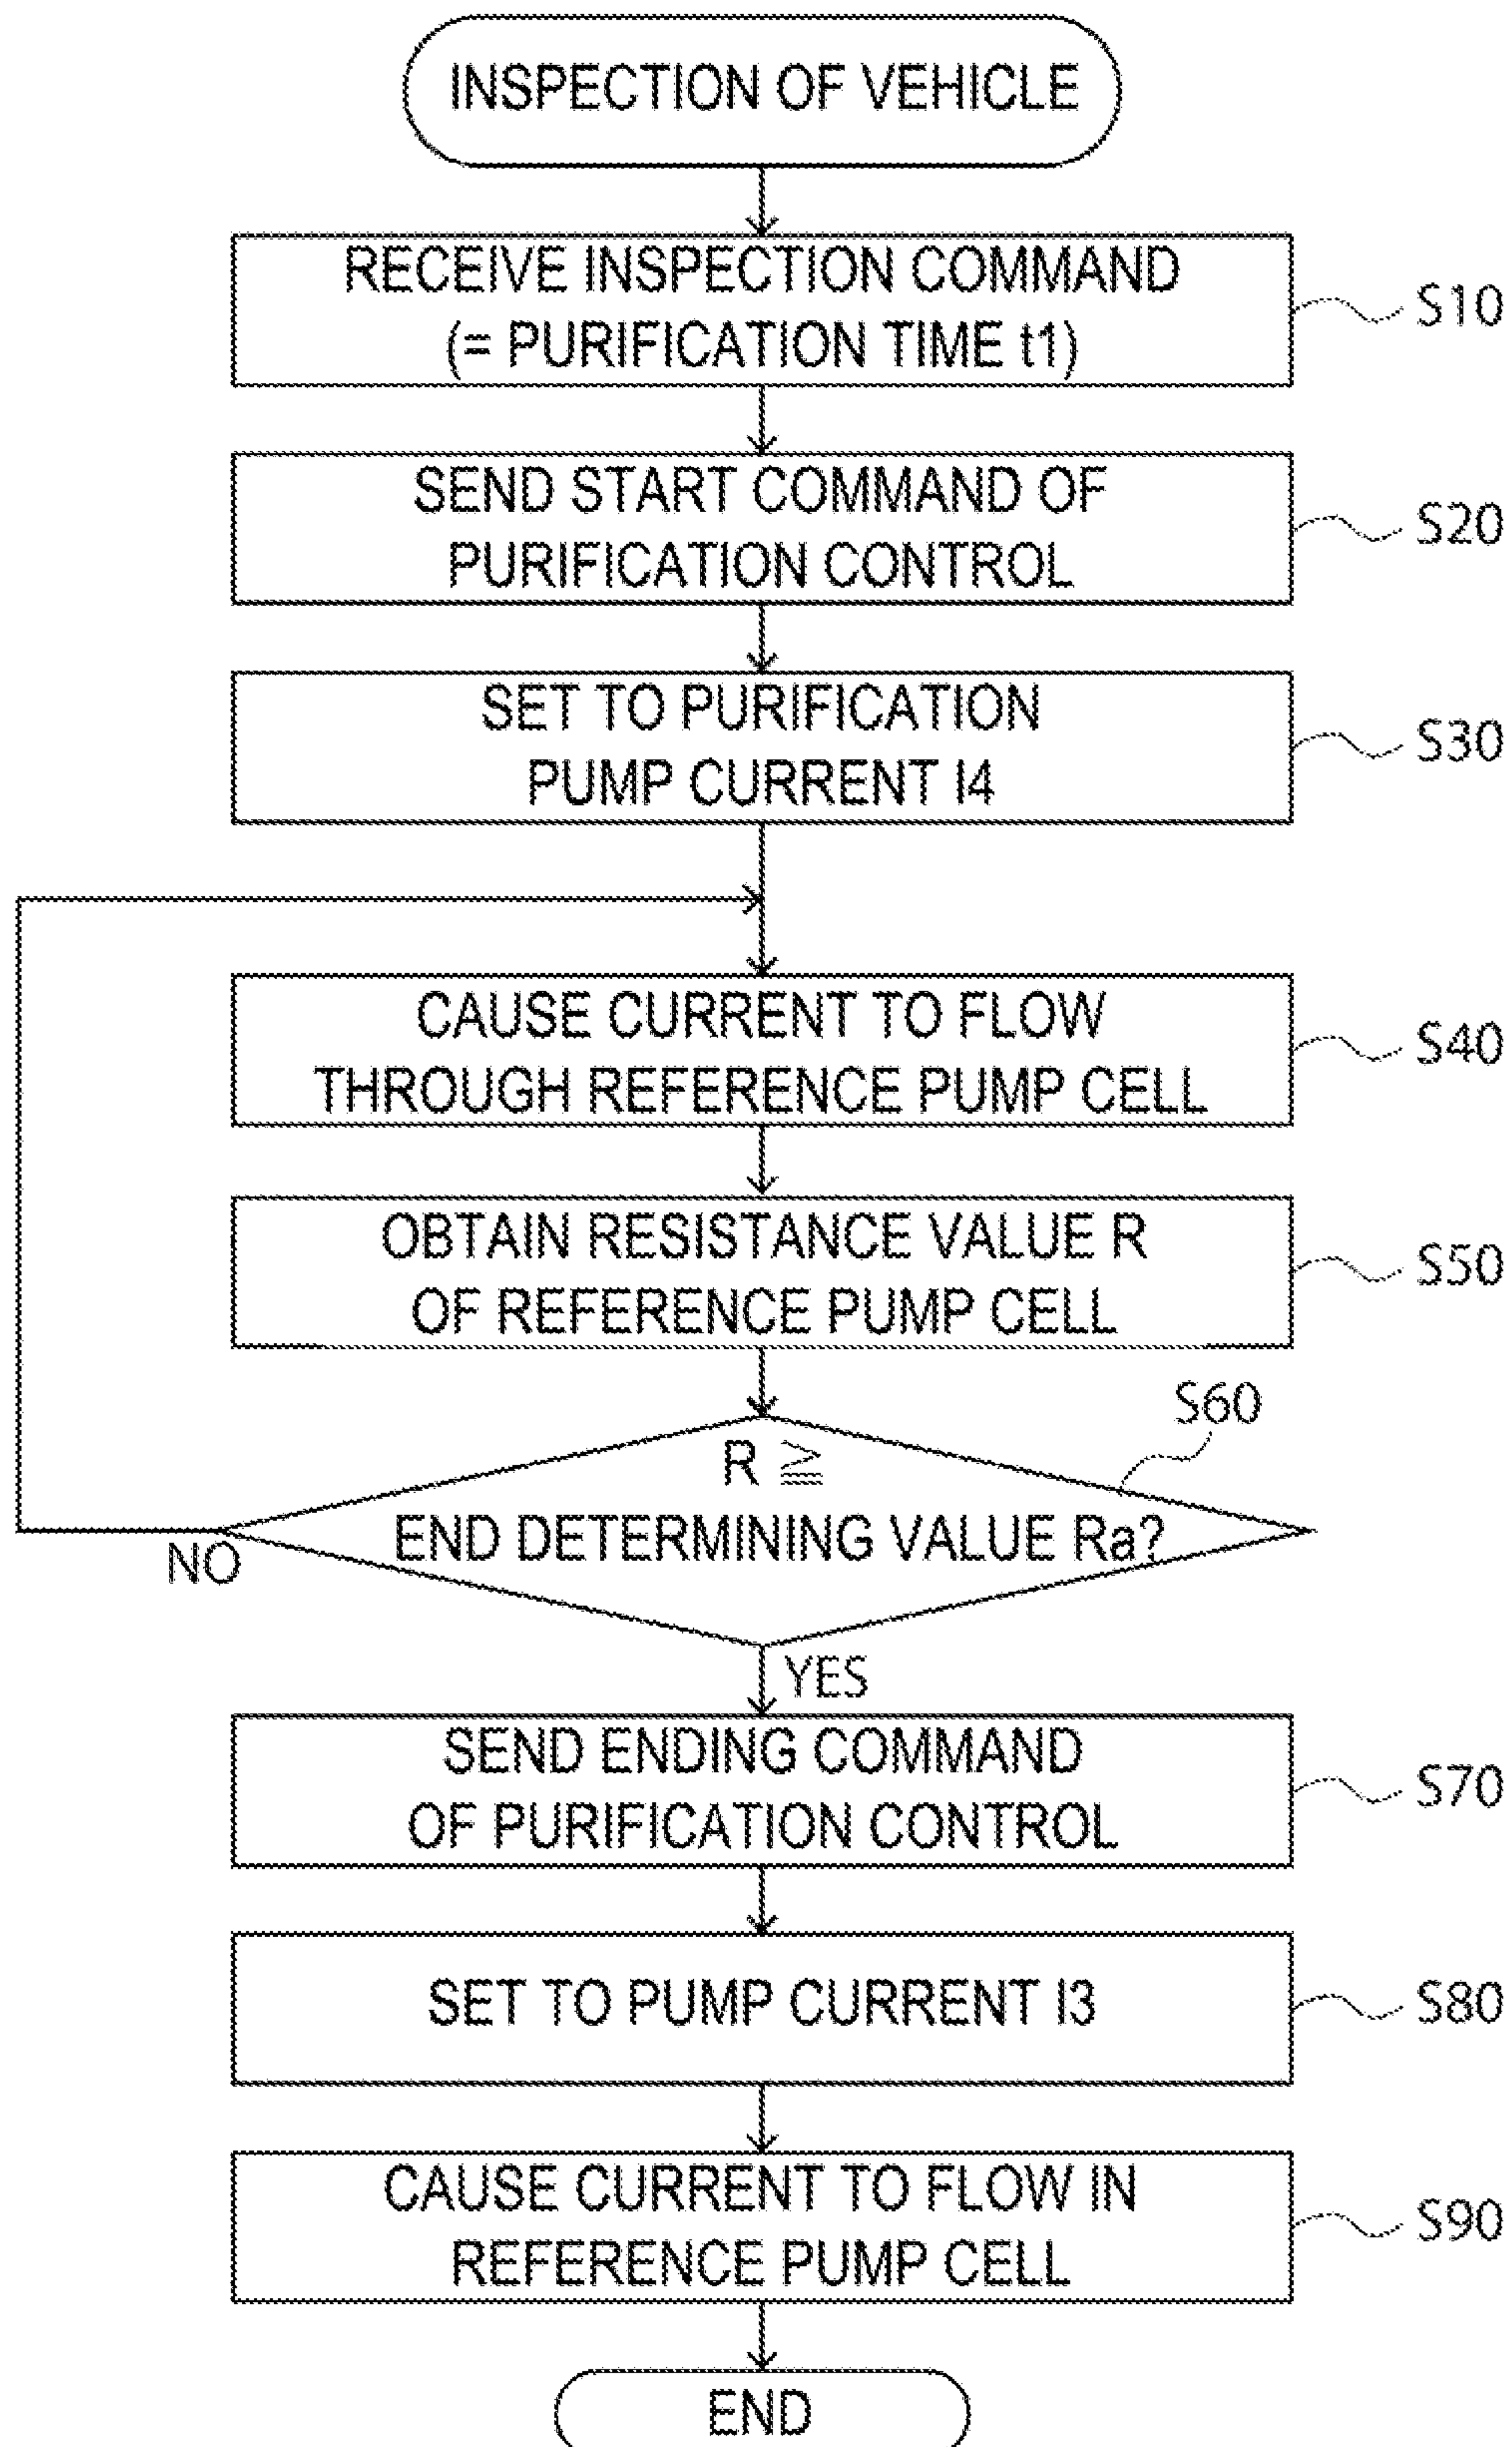 INSPECTION OF VEHICLE
RECEIVE INSPECTION COMMAND
(= PURIFICATION TIME t1)
S10
SEND START COMMAND OF
PURIFICATION CONTROL
S20
SET TO PURIFICATION
PUMP CURRENT I4
S30
CAUSE CURRENT TO FLOW
THROUGH REFERENCE PUMP CELL
S40
OBTAIN RESISTANCE VALUE R
OF REFERENCE PUMP CELL
S50
S60
R ≧
END DETERMINING VALUE Ra?
NO
YES
SEND ENDING COMMAND
OF PURIFICATION CONTROL
S70
SET TO PUMP CURRENT I3
S80
CAUSE CURRENT TO FLOW IN
REFERENCE PUMP CELL
S90
END